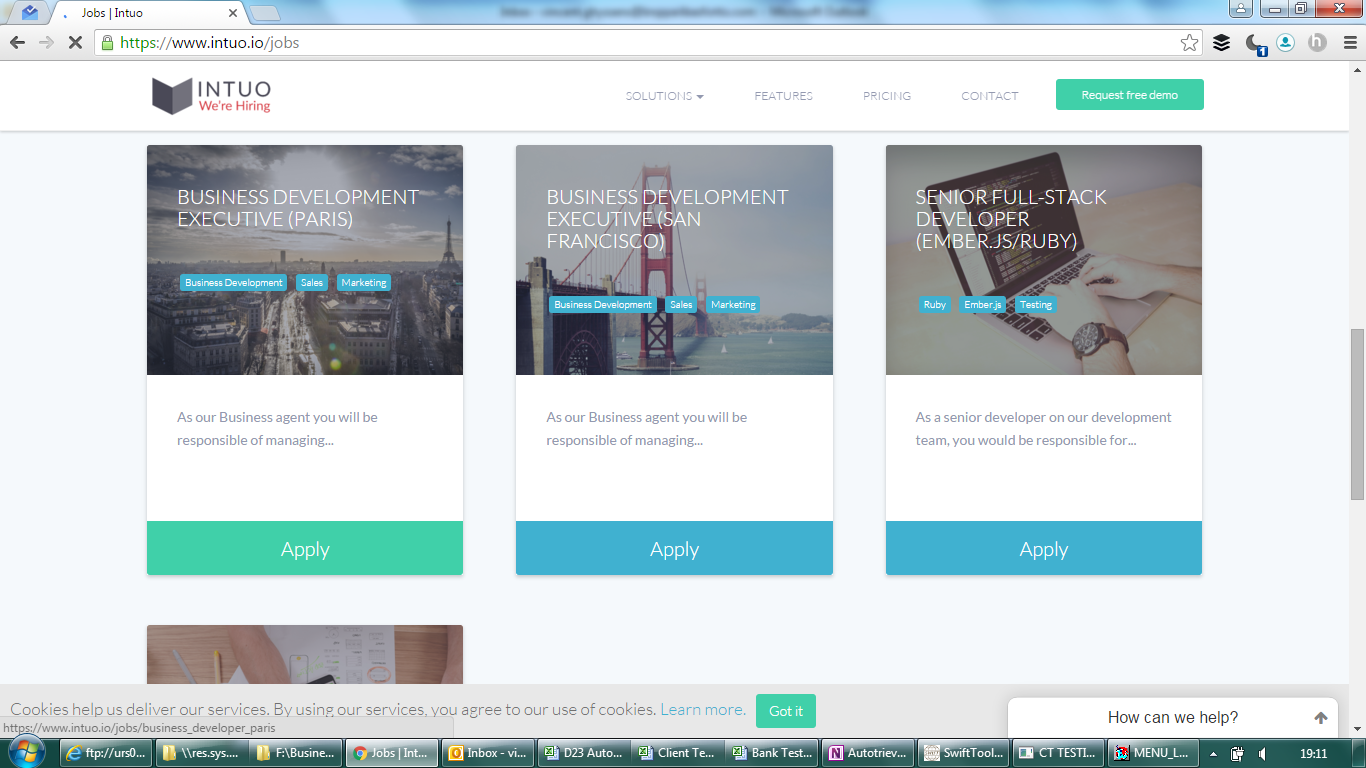 Jobs | Intuo
https://www.intuo.io/jobs
INTUO
We're Hiring
SOLUTIONS
FEATURES
PRICING
CONTACT
Request free demo
BUSINESS DEVELOPMENT
EXECUTIVE (PARIS)
Business Development Sales Marketing
As our Business agent you will be
responsible of managing...
Apply
BUSINESS DEVELOPMENT
EXECUTIVE (SAN
FRANCISCO)
Business Development Sales Marketing
As our Business agent you will be
responsible of managing...
Apply
SENIOR FULL-STACK
DEVELOPER
(EMBER.JS/RUBY)
Ruby Ember.js Testing
As a senior developer on our development
team, you would be responsible for...
Apply
Cookies help us deliver our services. By using our services, you agree to our use of cookies. Learn more. Got it
https://www.intuo.io/jobs/business_developer_paris
How can we help?
ftp://urs0... \\res.sys.... F:\Busine... Jobs | Int... Inbox - vi... D23 Auto... Client Te... Bank Test... Autotriev... SwiftTool... CT TESTI... MENU_L... 19:11